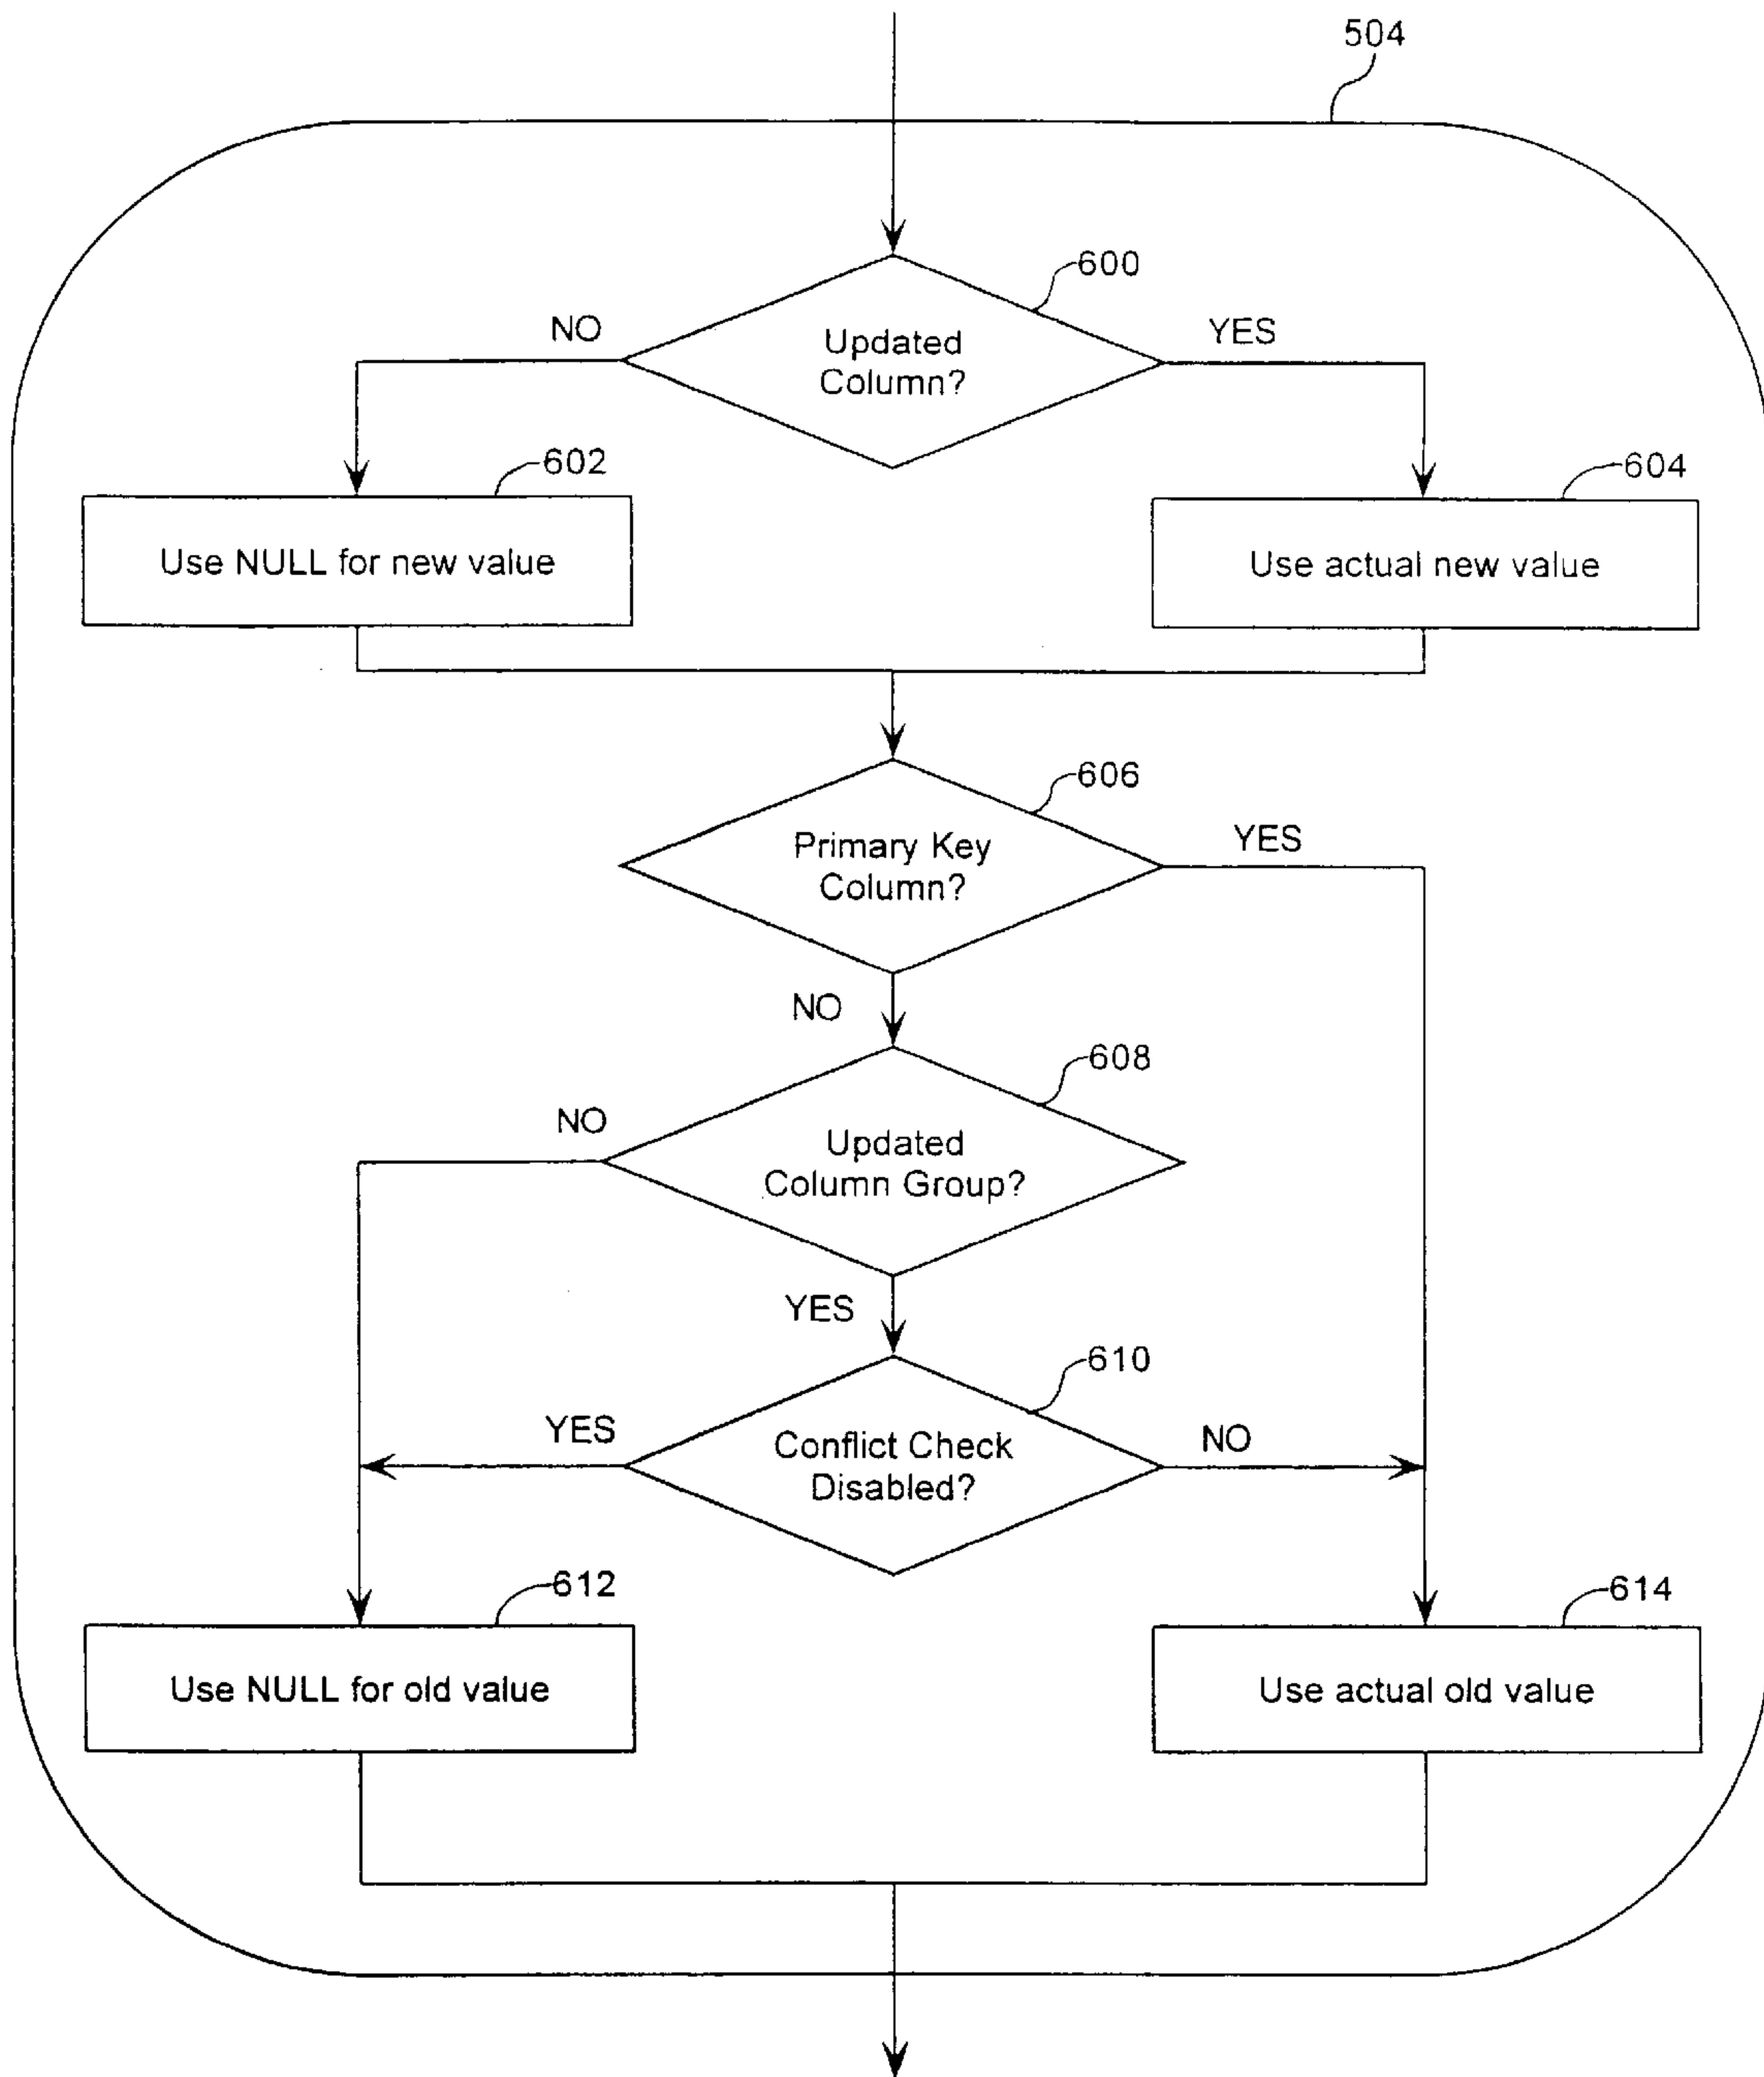 504
600
NO
YES
Updated
Column?
602
604
Use NULL for new value
Use actual new value
606
Primary Key
Column?
YES
NO
608
NO
Updated
Column Group?
YES
610
YES
Conflict Check
Disabled?
NO
612
614
Use NULL for old value
Use actual old value